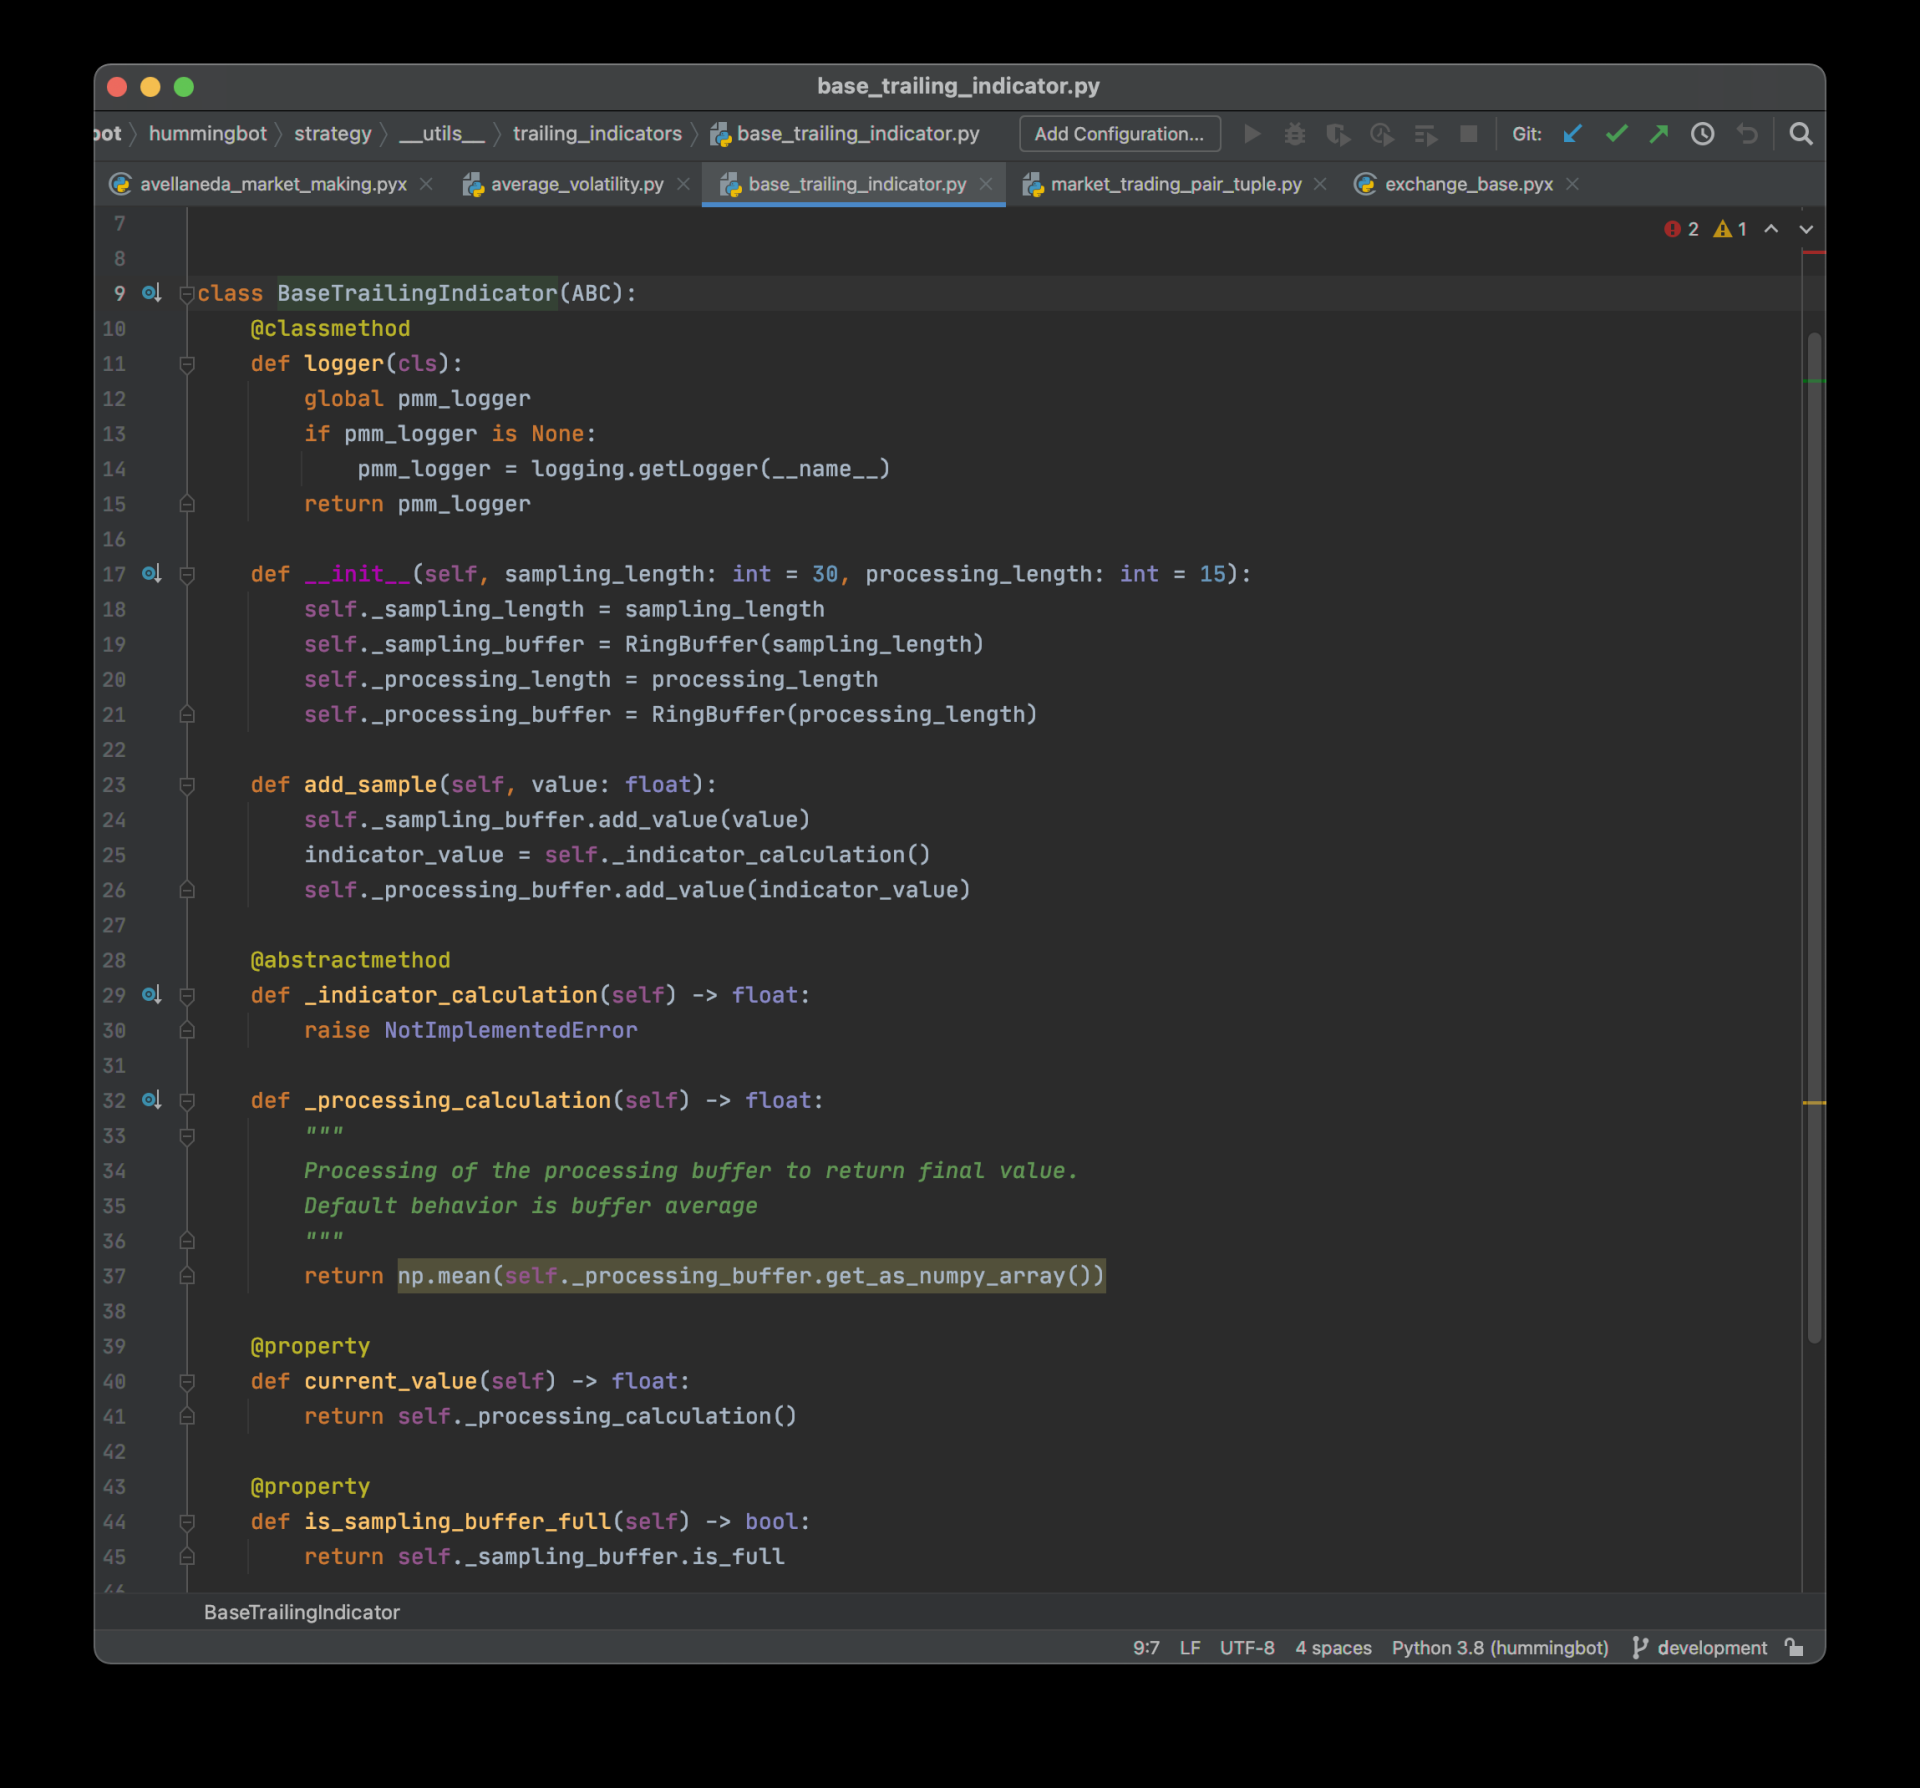 base_trailing_indicator.py
bot 〉 hummingbot 〉 strategy 〉 __utils__ 〉 trailing_indicators 〉 base_trailing_indicator.py Add Configuration... Git:
avellaneda_market_making.pyx average_volatility.py base_trailing_indicator.py market_trading_pair_tuple.py exchange_base.pyx
2 1
7
8
9 class BaseTrailingIndicator(ABC):
10     @classmethod
11     def logger(cls):
12         global pmm_logger
13         if pmm_logger is None:
14             pmm_logger = logging.getLogger(__name__)
15         return pmm_logger
16
17     def __init__(self, sampling_length: int = 30, processing_length: int = 15):
18         self._sampling_length = sampling_length
19         self._sampling_buffer = RingBuffer(sampling_length)
20         self._processing_length = processing_length
21         self._processing_buffer = RingBuffer(processing_length)
22
23     def add_sample(self, value: float):
24         self._sampling_buffer.add_value(value)
25         indicator_value = self._indicator_calculation()
26         self._processing_buffer.add_value(indicator_value)
27
28     @abstractmethod
29     def _indicator_calculation(self) -> float:
30         raise NotImplementedError
31
32     def _processing_calculation(self) -> float:
33         """
34         Processing of the processing buffer to return final value.
35         Default behavior is buffer average
36         """
37         return np.mean(self._processing_buffer.get_as_numpy_array())
38
39     @property
40     def current_value(self) -> float:
41         return self._processing_calculation()
42
43     @property
44     def is_sampling_buffer_full(self) -> bool:
45         return self._sampling_buffer.is_full
46
BaseTrailingIndicator
9:7 LF UTF-8 4 spaces Python 3.8 (hummingbot) development